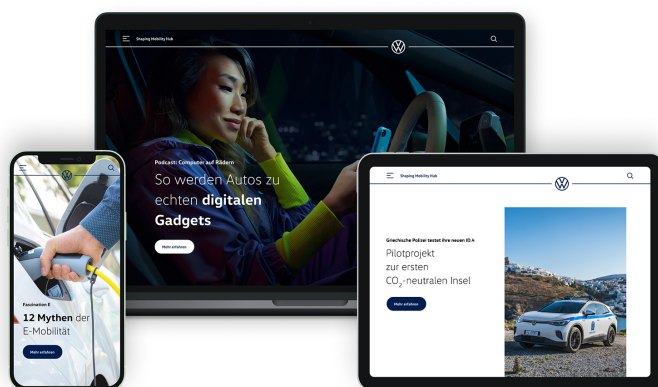 Shaping Mobility Hub
Podcast: Computer auf Rädern
So werden Autos zu
echten digitalen
Gadgets
Mehr erfahren
Faszination E
12 Mythen der
E-Mobilität
Mehr erfahren
Shaping Mobility Hub
Griechische Polizei testet ihre neuen ID.4
Pilotprojekt
zur ersten
CO₂-neutralen Insel
Mehr erfahren